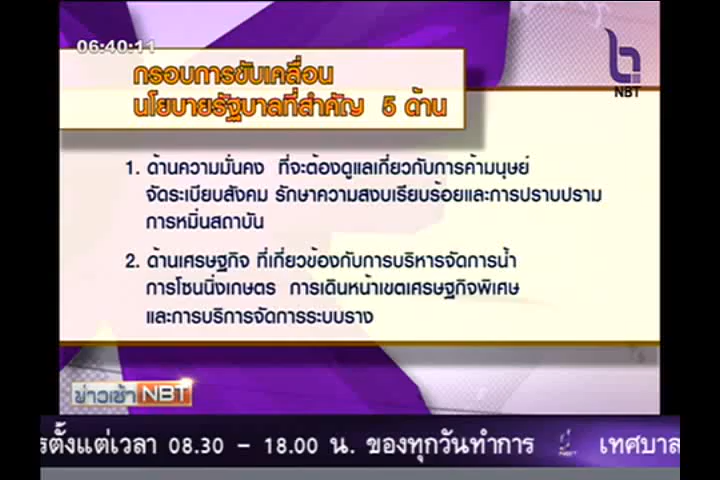 06:40:11
กรอบการขับเคลื่อน
นโยบายรัฐบาลที่สำคัญ 5 ด้าน
NBT
1. ด้านความมั่นคง ที่จะต้องดูแลเกี่ยวกับการค้ามนุษย์
จัดระเบียบสังคม รักษาความสงบเรียบร้อยและการปราบปราม
การหมิ่นสถาบัน
2. ด้านเศรษฐกิจ ที่เกี่ยวข้องกับการบริหารจัดการน้ำ
การโซนนิ่งเกษตร การเดินหน้าเขตเศรษฐกิจพิเศษ
และการบริการจัดการระบบราง
ข่าวเช้า NBT
รตั้งแต่เวลา 08.30 - 18.00 น. ของทุกวันทำการ NBT เทศบาล